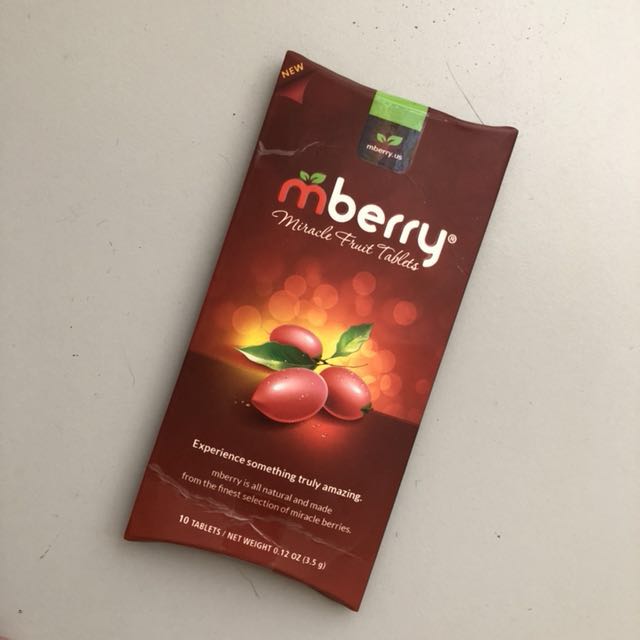 NEW
mberry.us
mberry®
Miracle Fruit Tablets
Experience something truly amazing.
mberry is all natural and made
from the finest selection of miracle berries.
10 TABLETS / NET WEIGHT 0.12 OZ (3.5 g)